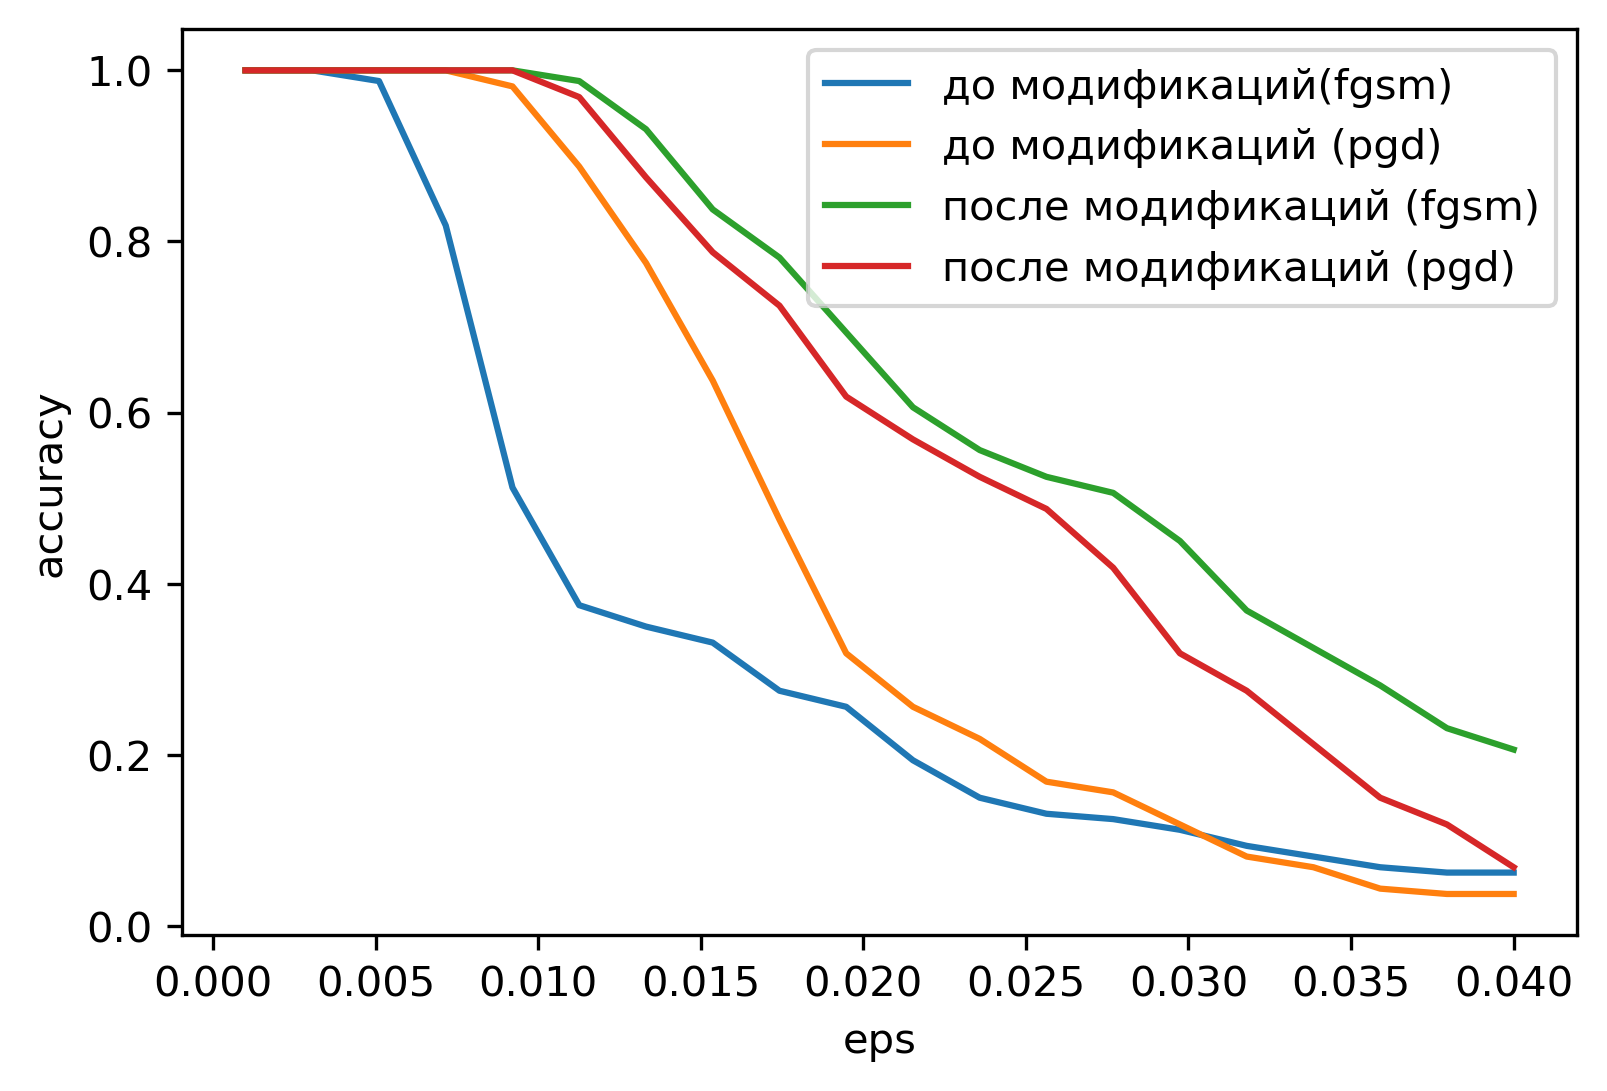 до модификаций(fgsm)
до модификаций (pgd)
после модификаций (fgsm)
после модификаций (pgd)
1.0
0.8
0.6
0.4
0.2
0.0
accuracy
0.000 0.005 0.010 0.015 0.020 0.025 0.030 0.035 0.040
eps